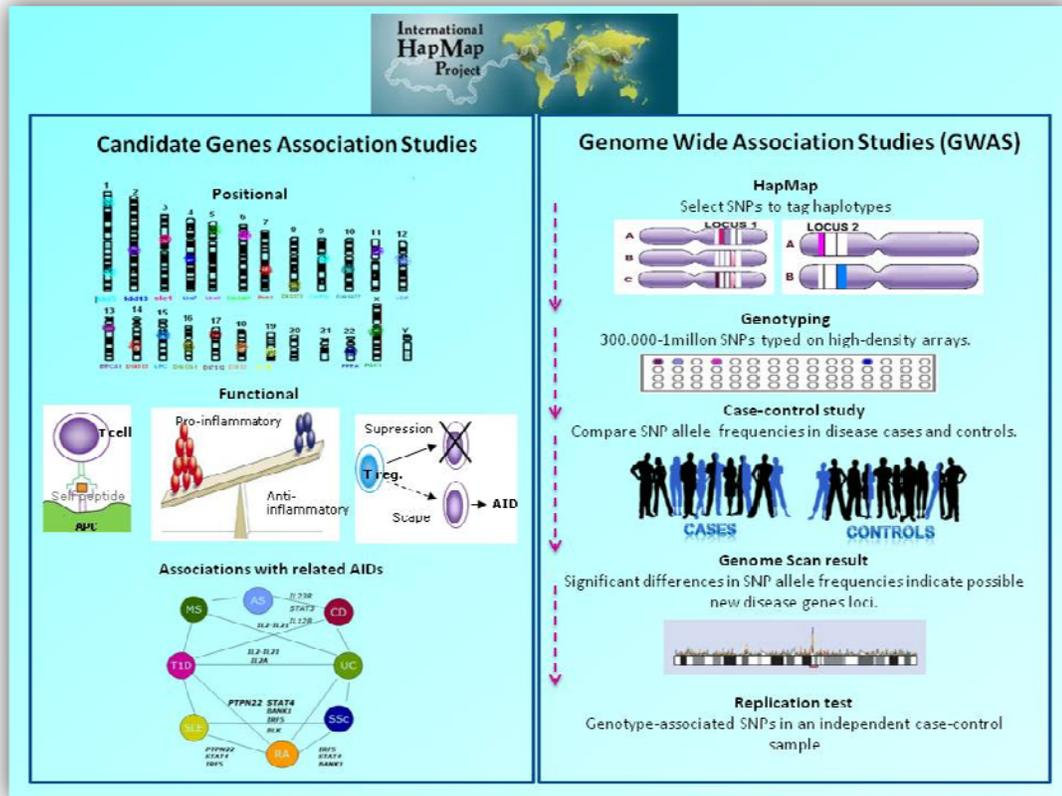 International
HapMap
Project
Candidate Genes Association Studies
Positional
1 2 3 4 5 6 7 8 9 10 11 12
13 14 15 16 17 18 19 20 21 22 X Y
Functional
T cell
Self peptide
APC
Pro-inflammatory
Anti-
inflammatory
Supression
T reg.
Scape
AID
Associations with related AIDs
MS
AS
CD
IL23R
STAT3
IL12B
IL2-IL21
T1D
IL2-IL21
IL2A
UC
PTPN22 STAT4
BANK1
IRF5
BLK
SLE
SSc
RA
PTPN22
STAT4
IRF5
IRF5
STAT4
BANK1
Genome Wide Association Studies (GWAS)
HapMap
Select SNPs to tag haplotypes
LOCUS 1
A
B
C
LOCUS 2
A
B
Genotyping
300.000-1millon SNPs typed on high-density arrays.
Case-control study
Compare SNP allele frequencies in disease cases and controls.
CASES
CONTROLS
Genome Scan result
Significant differences in SNP allele frequencies indicate possible
new disease genes loci.
Replication test
Genotype-associated SNPs in an independent case-control
sample